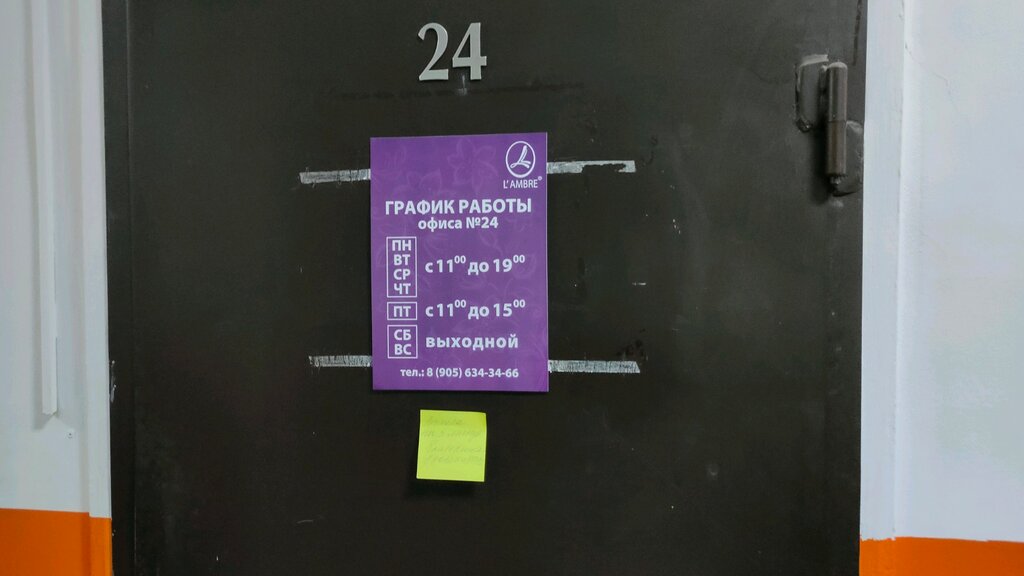 24
L'AMBRE®
ГРАФИК РАБОТЫ
офиса №24
ПН
ВТ
СР
ЧТ
с 11⁰⁰ до 19⁰⁰
ПТ
с 11⁰⁰ до 15⁰⁰
СБ
ВС
выходной
тел.: 8 (905) 634-34-66